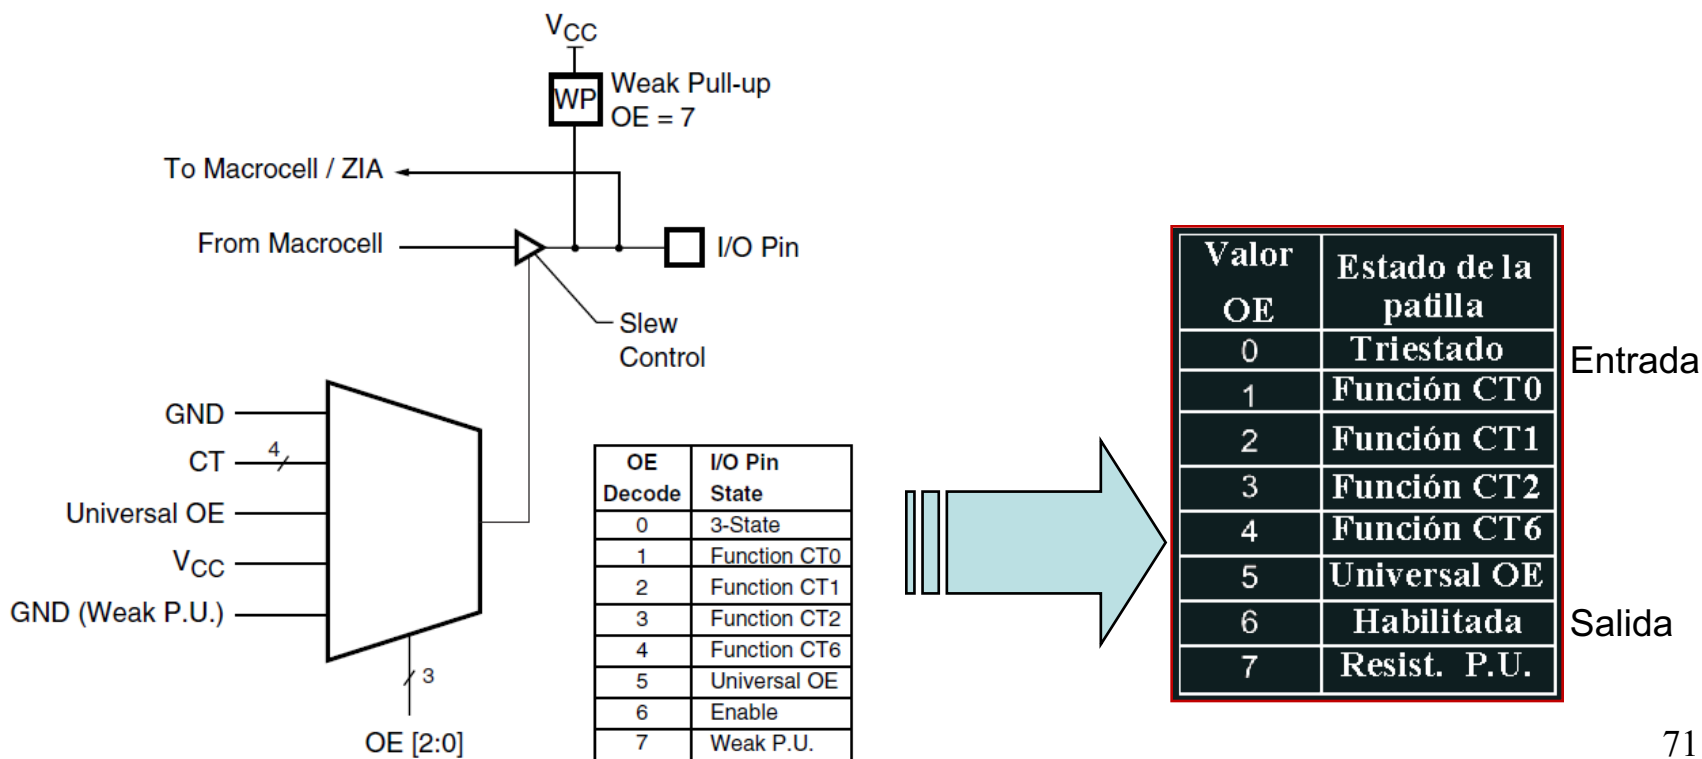 VCC
WP
Weak Pull-up
OE = 7
To Macrocell / ZIA
From Macrocell
I/O Pin
Slew
Control
GND
CT
4
Universal OE
VCC
GND (Weak P.U.)
3
OE [2:0]
OE Decode I/O Pin State
0 3-State
1 Function CT0
2 Function CT1
3 Function CT2
4 Function CT6
5 Universal OE
6 Enable
7 Weak P.U.
Valor OE Estado de la patilla
0 Triestado Entrada
1 Función CT0
2 Función CT1
3 Función CT2
4 Función CT6
5 Universal OE
6 Habilitada Salida
7 Resist. P.U.
71